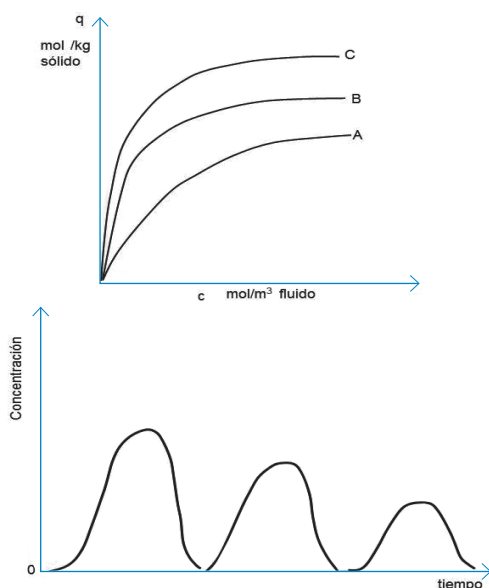 q
mol /kg
sólido
C
B
A
c mol/m³ fluido
Concentración
0
tiempo